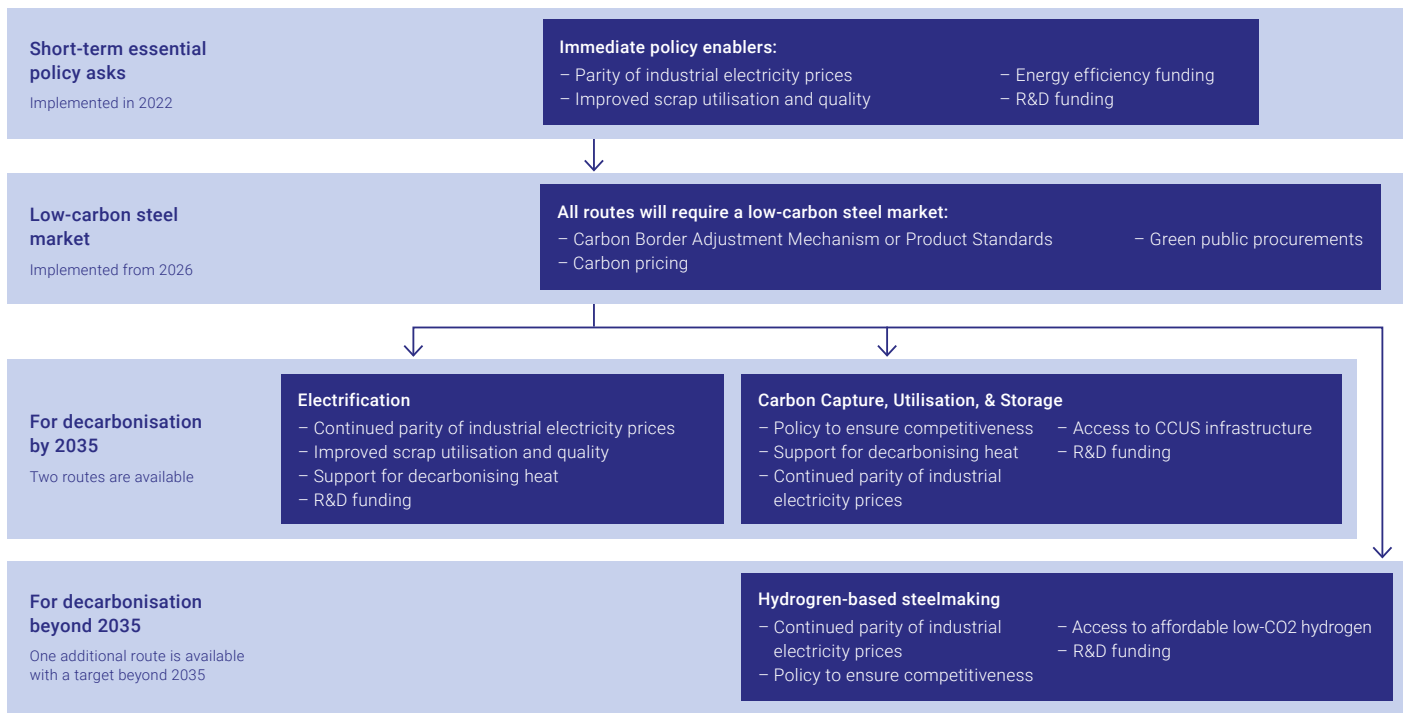 Short-term essential
policy asks
Implemented in 2022
Immediate policy enablers:
– Parity of industrial electricity prices
– Improved scrap utilisation and quality
– Energy efficiency funding
– R&D funding
Low-carbon steel
market
Implemented from 2026
All routes will require a low-carbon steel market:
– Carbon Border Adjustment Mechanism or Product Standards
– Carbon pricing
– Green public procurements
For decarbonisation
by 2035
Two routes are available
Electrification
– Continued parity of industrial electricity prices
– Improved scrap utilisation and quality
– Support for decarbonising heat
– R&D funding
Carbon Capture, Utilisation, & Storage
– Policy to ensure competitiveness
– Support for decarbonising heat
– Continued parity of industrial
electricity prices
– Access to CCUS infrastructure
– R&D funding
For decarbonisation
beyond 2035
One additional route is available
with a target beyond 2035
Hydrogren-based steelmaking
– Continued parity of industrial
electricity prices
– Policy to ensure competitiveness
– Access to affordable low-CO2 hydrogen
– R&D funding